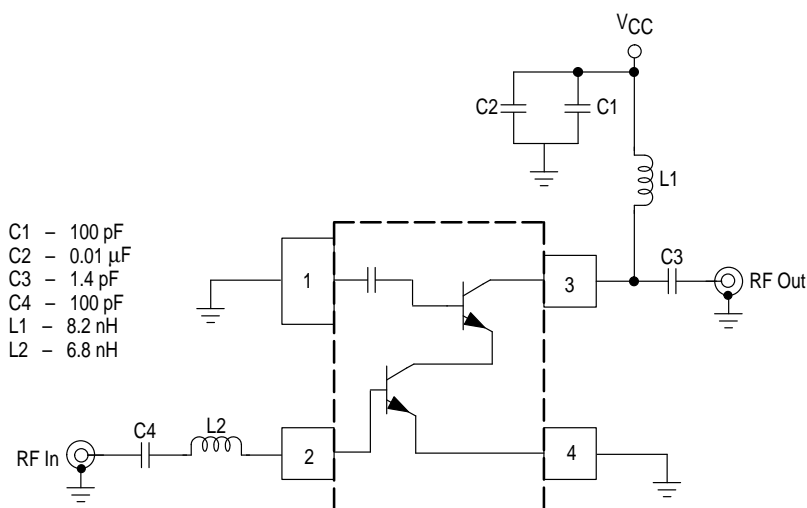 VCC
C2
C1
L1
C1 – 100 pF
C2 – 0.01 μF
C3 – 1.4 pF
C4 – 100 pF
L1 – 8.2 nH
L2 – 6.8 nH
1
3
C3
RF Out
C4
L2
RF In
2
4